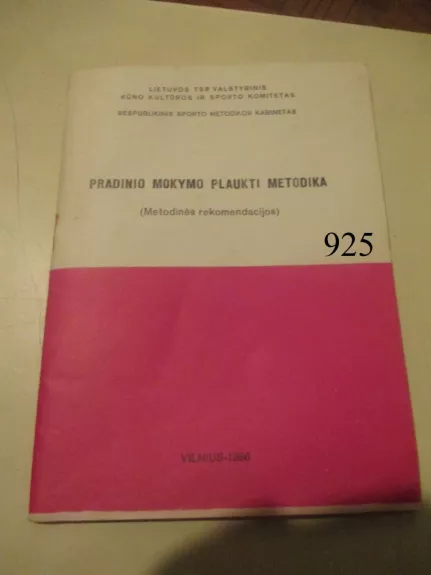 LIETUVOS TSR VALSTYBINIS
KŪNO KULTŪROS IR SPORTO KOMITETAS
RESPUBLIKINIS SPORTO METODIKOS KABINETAS
PRADINIO MOKYMO PLAUKTI METODIKA
(Metodinės rekomendacijos)
925
VILNIUS-1986